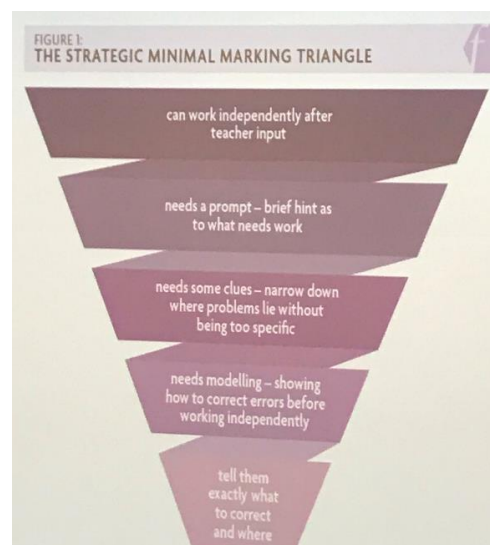 FIGURE 1:
THE STRATEGIC MINIMAL MARKING TRIANGLE
can work independently after
teacher input
needs a prompt – brief hint as
to what needs work
needs some clues – narrow down
where problems lie without
being too specific
needs modelling – showing
how to correct errors before
working independently
tell them
exactly what
to correct
and where